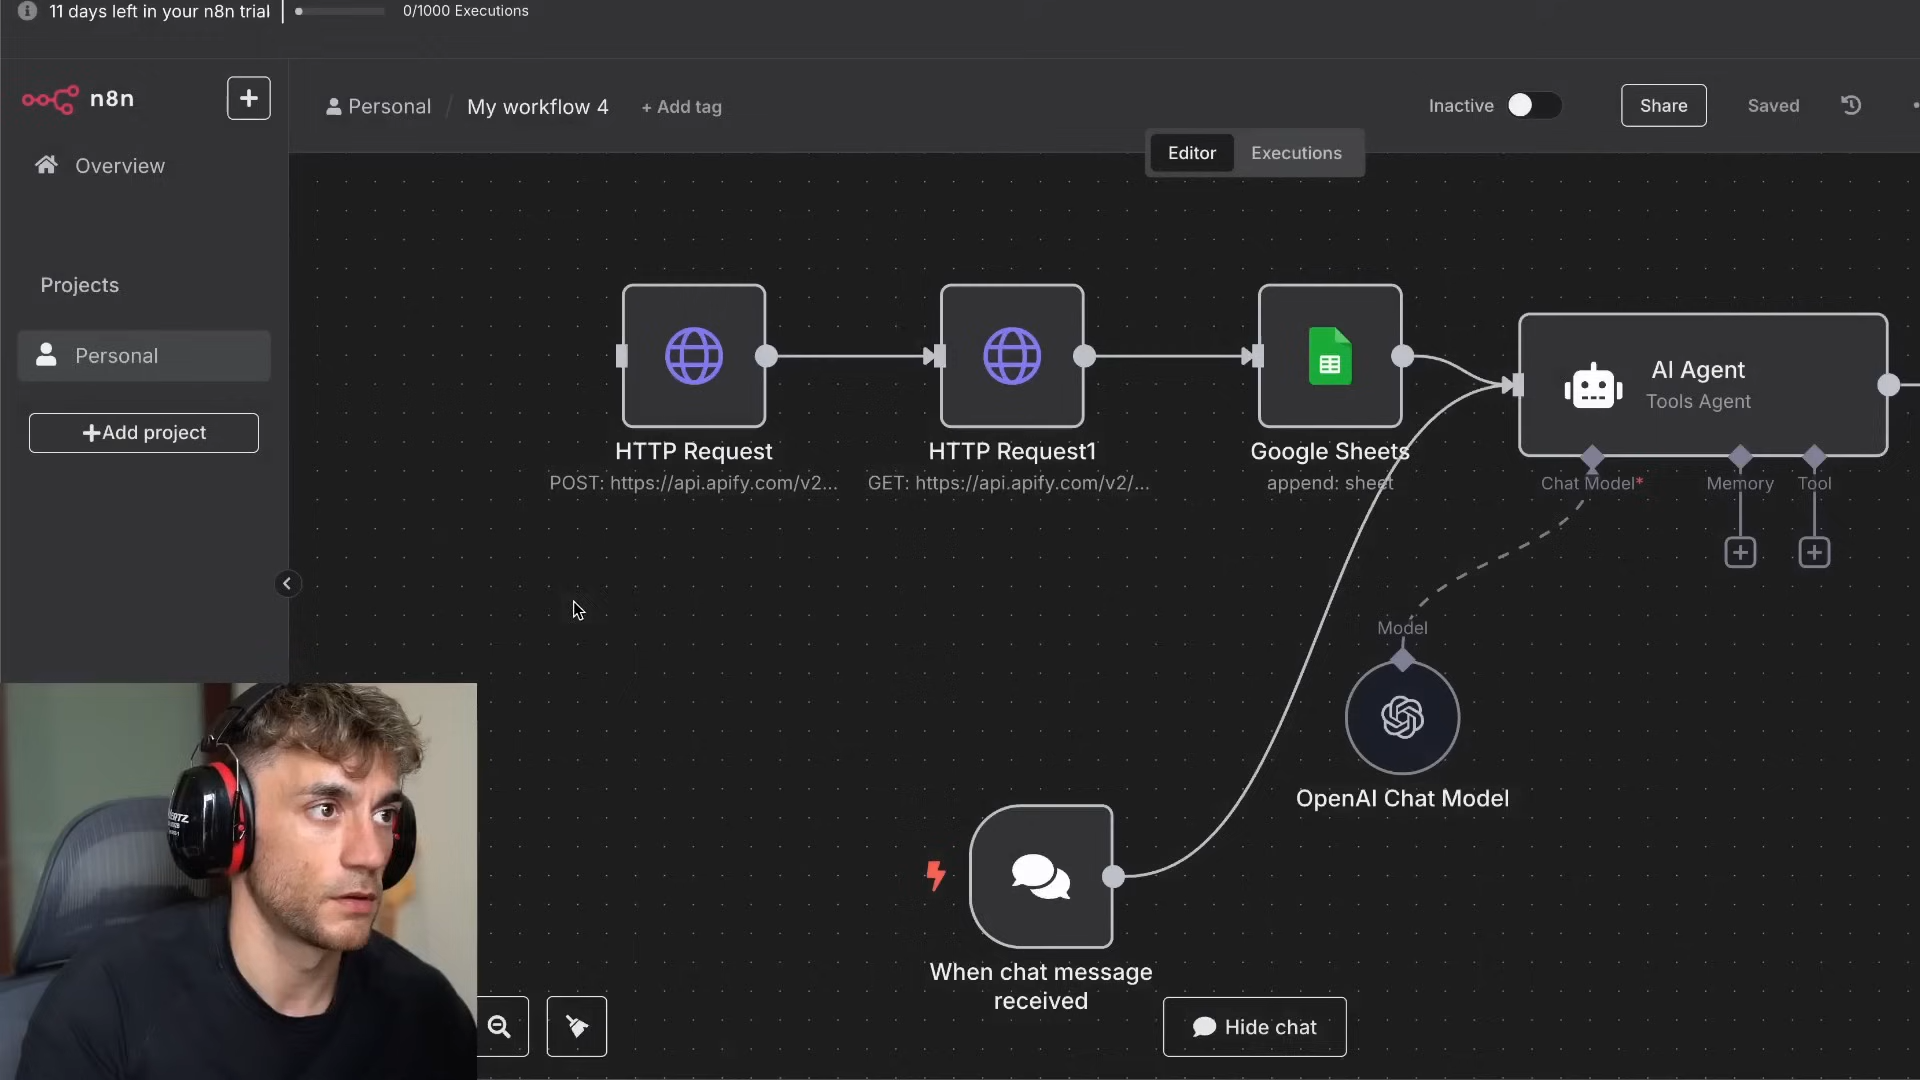 11 days left in your n8n trial
0/1000 Executions
n8n
Personal / My workflow 4 + Add tag
Inactive
Share
Saved
Overview
Editor
Executions
Projects
Personal
+Add project
HTTP Request
POST: https://api.apify.com/v2...
HTTP Request1
GET: https://api.apify.com/v2/...
Google Sheets
append: sheet
AI Agent
Tools Agent
Chat Model*
Memory
Tool
Model
OpenAI Chat Model
When chat message
received
Hide chat